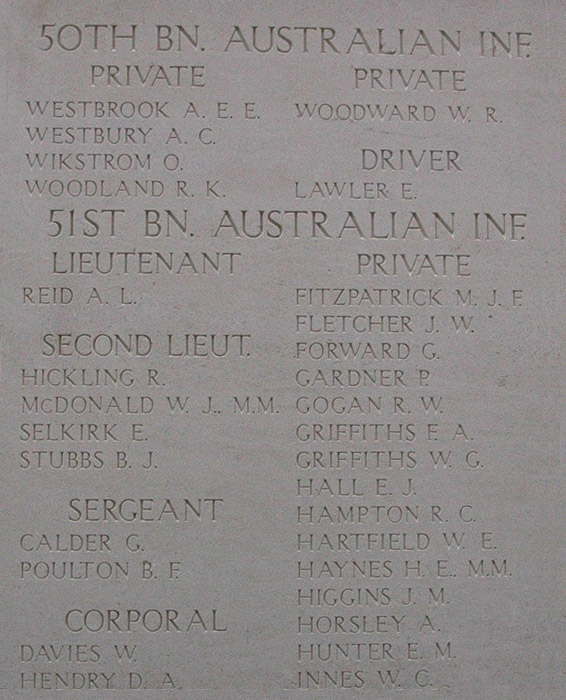 50TH BN. AUSTRALIAN INF.
PRIVATE
WESTBROOK A. E. E.
WESTBURY A. C.
WIKSTROM O.
WOODLAND R. K.
PRIVATE
WOODWARD W. R.
DRIVER
LAWLER E.
51ST BN. AUSTRALIAN INF.
LIEUTENANT
REID A. L.
SECOND LIEUT.
HICKLING R.
McDONALD W. J., M.M.
SELKIRK E.
STUBBS B. J.
SERGEANT
CALDER G.
POULTON B. F.
CORPORAL
DAVIES W.
HENDRY D. A.
PRIVATE
FITZPATRICK M. J. F.
FLETCHER J. W.
FORWARD G.
GARDNER P.
GOGAN R. W.
GRIFFITHS F. A.
GRIFFITHS W. G.
HALL E. J.
HAMPTON R. C.
HARTFIELD W. E.
HAYNES H. E., M.M.
HIGGINS J. M.
HORSLEY A.
HUNTER E. M.
INNES W. C.